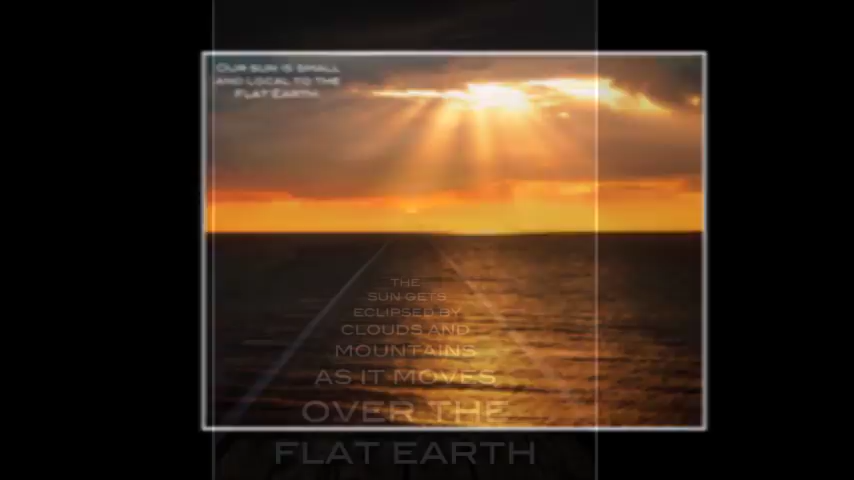 OUR SUN IS SMALL
AND LOCAL TO THE
FLAT EARTH.
THE
SUN GETS
ECLIPSED BY
CLOUDS AND
MOUNTAINS
AS IT MOVES
OVER THE
FLAT EARTH